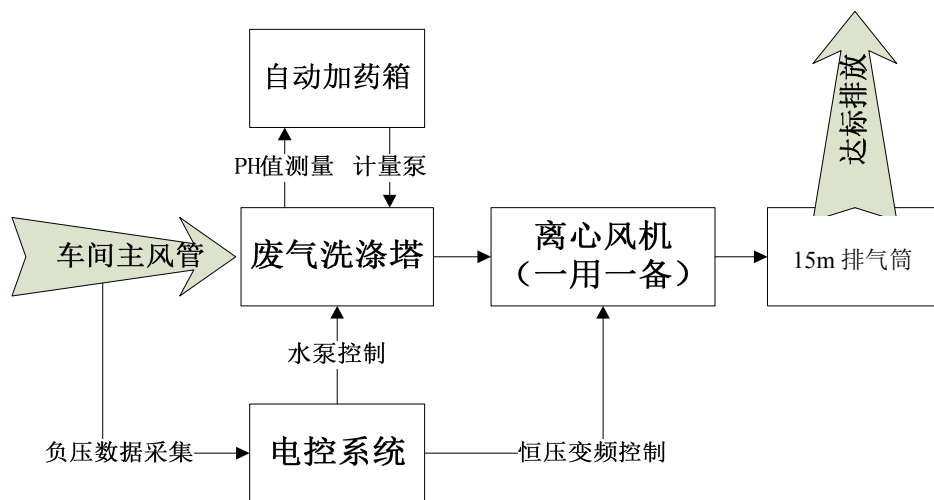 自动加药箱
达标排放
PH值测量
计量泵
车间主风管
废气洗涤塔
离心风机
（一用一备）
15m 排气筒
水泵控制
负压数据采集
电控系统
恒压变频控制